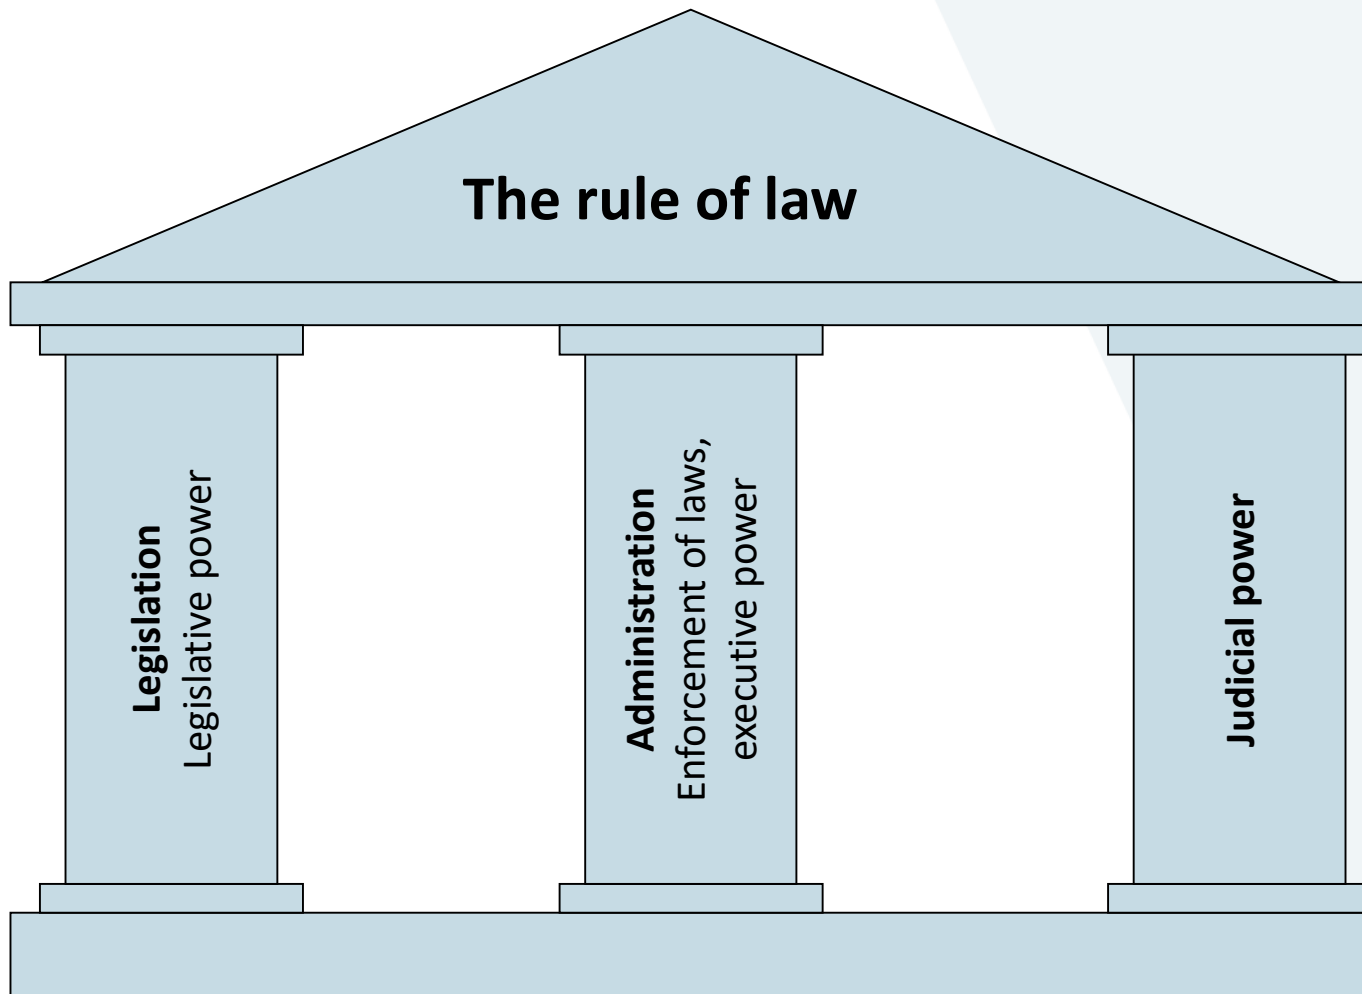 The rule of law
Legislation
Legislative power
Administration
Enforcement of laws,
executive power
Judicial power